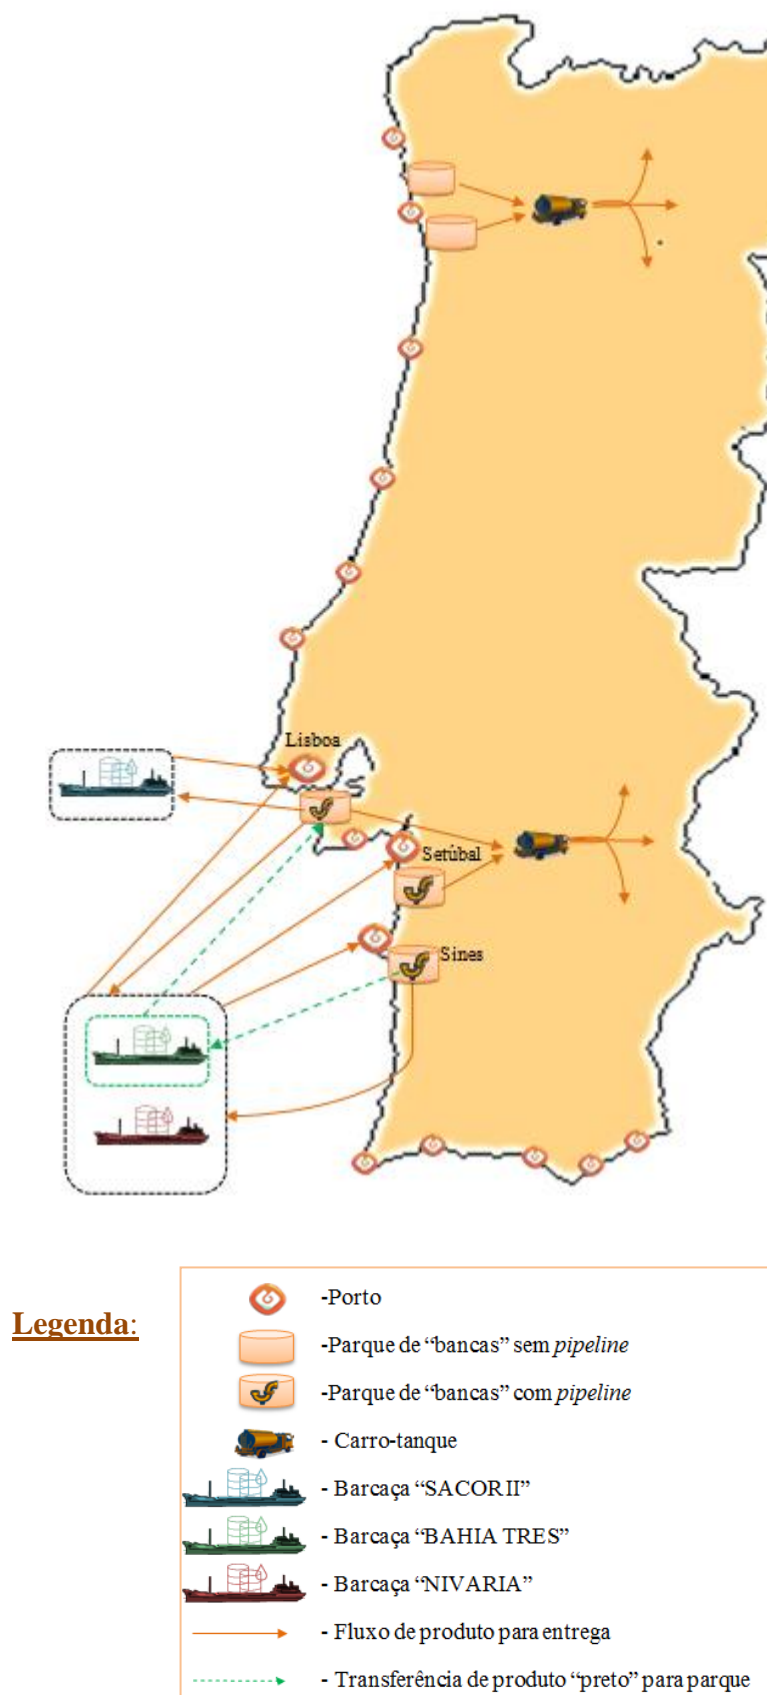 Lisboa
Setúbal
Sines
Legenda:
-Porto
-Parque de “bancas” sem pipeline
-Parque de “bancas” com pipeline
- Carro-tanque
- Barcaça “SACOR II”
- Barcaça “BAHIA TRES”
- Barcaça “NIVARIA”
- Fluxo de produto para entrega
- Transferência de produto “preto” para parque